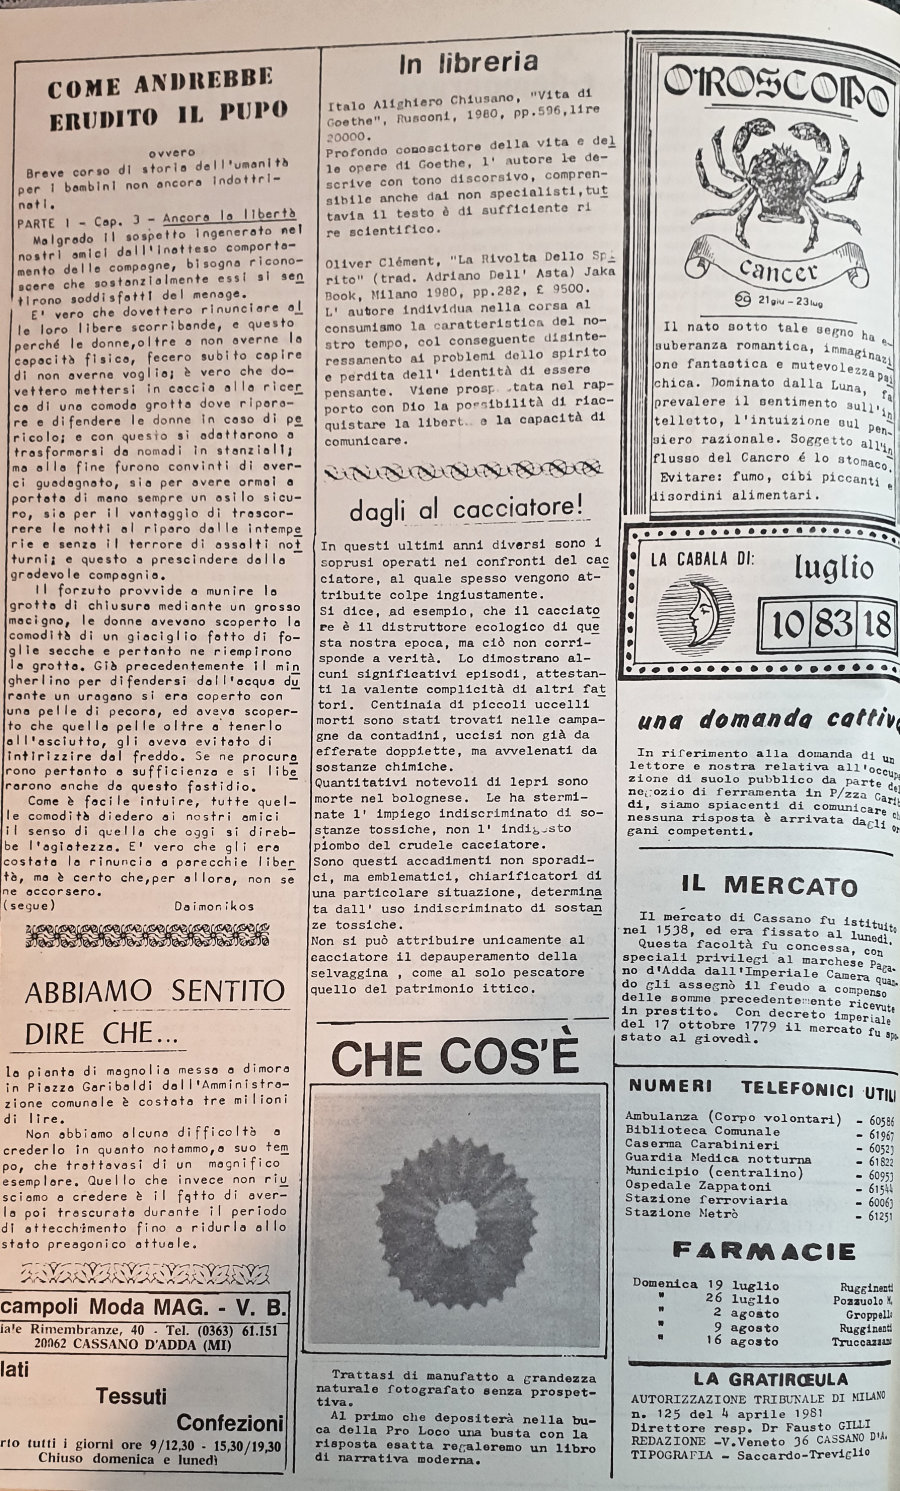 COME ANDREBBE
ERUDITO IL PUPO
ovvero
Breve corso di storia dell'umanità
per i bambini non ancora indottri-
nati.
PARTE 1 - Cap. 3 - Ancora la libertà
Malgrado il sospetto ingenerato nei
nostri amici dall'inatteso comporta-
mento delle compagne, bisogna ricono-
scere che sostanzialmente essi si sen
tirono soddisfatti del menage.
E' vero che dovettero rinunciare al
le loro libere scorribande, e questo
perché le donne,oltre a non averne la
capacità fisica, fecero subito capire
di non averne voglia; è vero che do-
vettero mettersi in caccia alla ricer
ca di una comoda grotta dove ripara-
re e difendere le donne in caso di pe
ricolo; e con questo si adattarono a
trasformarsi da nomadi in stanziali;
ma alla fine furono convinti di aver-
ci guadagnato, sia per avere ormai a
portata di mano sempre un asilo sicu-
ro, sia per il vantaggio di trascor-
rere le notti al riparo dalle intempe
rie e senza il terrore di assalti not
turni; e questo a prescindere dalla
gradevole compagnia.
Il forzuto provvide a munire la
grotta di chiusura mediante un grosso
macigno, le donne avevano scoperto la
comodità di un giaciglio fatto di fo-
glie secche e pertanto ne riempirono
la grotta. Già precedentemente il min
gherlino per difendersi dall'acqua du
rante un uragano si era coperto con
una pelle di pecora, ed aveva scoper-
to che quella pelle oltre a tenerlo
all'asciutto, gli aveva evitato di
intirizzire dal freddo. Se ne procura
rono pertanto a sufficienza e si libe
rarono anche da questo fastidio.
Come è facile intuire, tutte quel-
le comodità diedero ai nostri amici
il senso di quella che oggi si direb-
be l'agiatezza. E' vero che gli era
costata la rinuncia a parecchie liber
tà, ma è certo che,per allora, non se
ne accorsero.
(segue) Daimonikos
ABBIAMO SENTITO
DIRE CHE...
la pianta di magnolia messa a dimora
in Piazza Garibaldi dall'Amministra-
zione comunale è costata tre milioni
di lire.
Non abbiamo alcuna difficoltà a
crederlo in quanto notammo,a suo tem
po, che trattavasi di un magnifico
esemplare. Quello che invece non riu
sciamo a credere è il fatto di aver-
la poi trascurata durante il periodo
di attecchimento fino a ridurla allo
stato preagonico attuale.
campoli Moda MAG. - V. B.
Rimembranze, 40 - Tel. (0363) 61.151
20062 CASSANO D'ADDA (MI)
lati
Tessuti
Confezioni
rto tutti i giorni ore 9/12,30 - 15,30/19,30
Chiuso domenica e lunedì
In libreria
Italo Alighiero Chiusano, "Vita di
Goethe", Rusconi, 1980, pp.596,lire
20000.
Profondo conoscitore della vita e del
le opere di Goethe, l' autore le de-
scrive con tono discorsivo, compren-
sibile anche dai non specialisti,tut
tavia il testo è di sufficiente ri
re scientifico.
Oliver Clément, "La Rivolta Dello Spi
rito" (trad. Adriano Dell' Asta) Jaka
Book, Milano 1980, pp.282, £ 9500.
L' autore individua nella corsa al
consumiamo la caratteristica del no-
stro tempo, col conseguente disinte-
ressamento ai problemi dello spirito
e perdita dell' identità di essere
pensante. Viene tata nel rap-
porto con Dio la possibilità di riac-
quistare la e la capacità di
comunicare.
dagli al cacciatore!
In questi ultimi anni diversi sono i
soprusi operati nei confronti del cac
ciatore, al quale spesso vengono at-
tribuite colpe ingiustamente.
Si dice, ad esempio, che il cacciato
re è il distruttore ecologico di que
sta nostra epoca, ma ciò non corri-
sponde a verità. Lo dimostrano al-
cuni significativi episodi, attestan-
ti la valente complicità di altri fat
tori. Centinaia di piccoli uccelli
morti sono stati trovati nelle campa-
gne da contadini, uccisi non già da
efferate doppiette, ma avvelenati da
sostanze chimiche.
Quantitativi notevoli di lepri sono
morte nel bolognese. Le ha stermi-
nate l' impiego indiscriminato di so-
stanze tossiche, non l'
piombo del crudele cacciatore.
Sono questi accadimenti non sporadi-
ci, ma emblematici, chiarificatori di
una particolare situazione, determina
ta dall' uso indiscriminato di sostan
ze tossiche.
Non si può attribuire unicamente al
cacciatore il depauperamento della
selvaggina , come al solo pescatore
quello del patrimonio ittico.
CHE COS'È
Trattasi di manufatto a grandezza
naturale fotografato senza prospet-
tiva.
Al primo che depositerà nella bu-
ca della Pro Loco una busta con la
risposta esatta regaleremo un libro
di narrativa moderna.
OROSCOPO
cancer
69 21giu - 23lug
Il nato sotto tale segno ha e-
suberanza romantica, immaginazi
one fantastica e mutevolezza psi
chica. Dominato dalla Luna, fa
prevalere il sentimento sull'in
telletto, l'intuizione sul pen-
siero razionale. Soggetto all'in
flusso del Cancro é lo stomaco.
Evitare: fumo, cibi piccanti e
disordini alimentari.
LA CABALA DI: luglio
10 83 18
una domanda cattiva
In riferimento alla domanda di un
lettore e nostra relativa all'occupa
zione di suolo pubblico da parte del
negozio di ferramenta in P/zza Garib
di, siamo spiacenti di comunicare ch
nessuna risposta è arrivata dagli or
gani competenti.
IL MERCATO
Il mercato di Cassano fu istituito
nel 1538, ed era fissato al lunedì.
Questa facoltà fu concessa, con
speciali privilegi al marchese Paga-
no d'Adda dall'Imperiale Camera quan-
do gli assegnò il feudo a compenso
delle somme precedentemente ricevute
in prestito. Con decreto imperiale
del 17 ottobre 1779 il mercato fu spo-
stato al giovedì.
NUMERI TELEFONICI UTILI
Ambulanza (Corpo volontari) - 60586
Biblioteca Comunale - 61967
Caserma Carabinieri - 60523
Guardia Medica notturna - 61822
Municipio (centralino) - 60953
Ospedale Zappatoni - 61544
Stazione ferroviaria - 60063
Stazione Metrò - 61251
FARMACIE
Domenica 19 luglio Rugginenti
" 26 luglio Pozzuolo M.
" 2 agosto Groppello
" 9 agosto Rugginenti
" 16 agosto Truccazzano
LA GRATIRŒULA
AUTORIZZAZIONE TRIBUNALE DI MILANO
n. 125 del 4 aprile 1981
Direttore resp. Dr Fausto GILLI
REDAZIONE -V.Veneto 36 CASSANO D'A.
TIPOGRAFIA - Saccardo-Treviglio